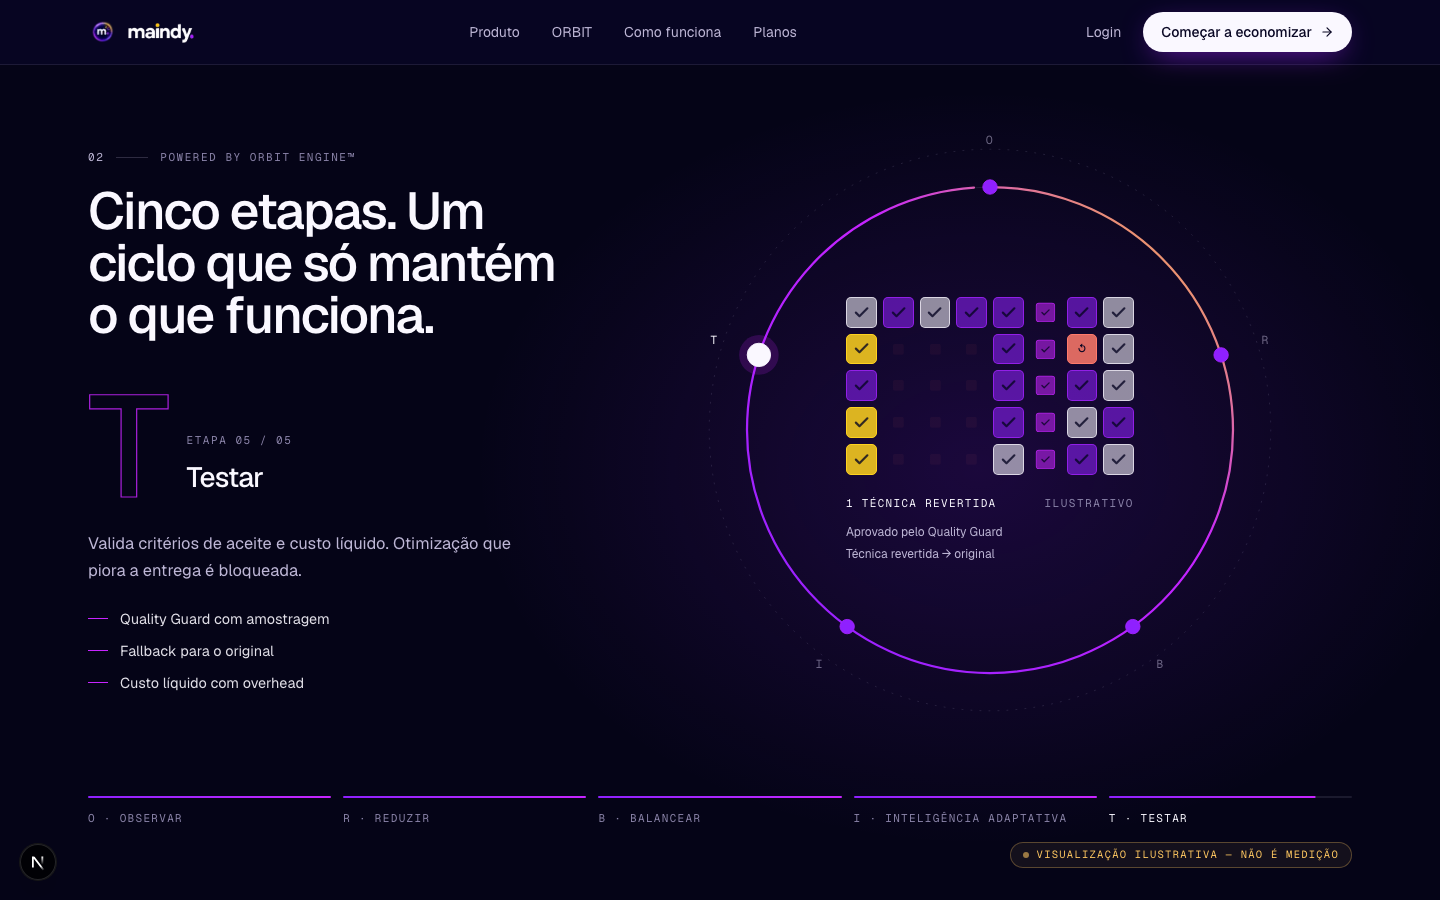 m. maindy.
Produto
ORBIT
Como funciona
Planos
Login
Começar a economizar →
02 — POWERED BY ORBIT ENGINE™
Cinco etapas. Um
ciclo que só mantém
o que funciona.
T
ETAPA 05 / 05
Testar
Valida critérios de aceite e custo líquido. Otimização que
piora a entrega é bloqueada.
Quality Guard com amostragem
Fallback para o original
Custo líquido com overhead
O
T
R
1 TÉCNICA REVERTIDA
ILUSTRATIVO
Aprovado pelo Quality Guard
Técnica revertida → original
I
B
O · OBSERVAR
R · REDUZIR
B · BALANCEAR
I · INTELIGÊNCIA ADAPTATIVA
T · TESTAR
VISUALIZAÇÃO ILUSTRATIVA — NÃO É MEDIÇÃO
N